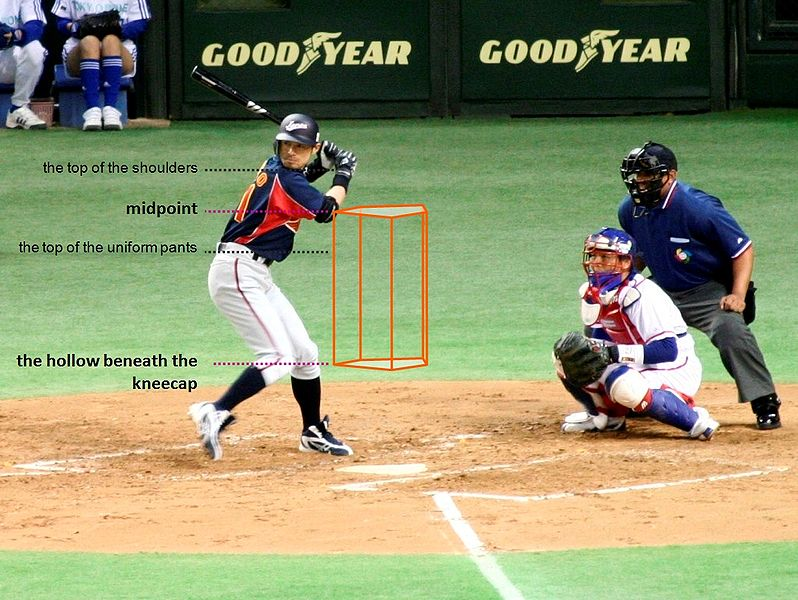 GOODYEAR GOODYEAR
the top of the shoulders
midpoint
the top of the uniform pants
the hollow beneath the
kneecap